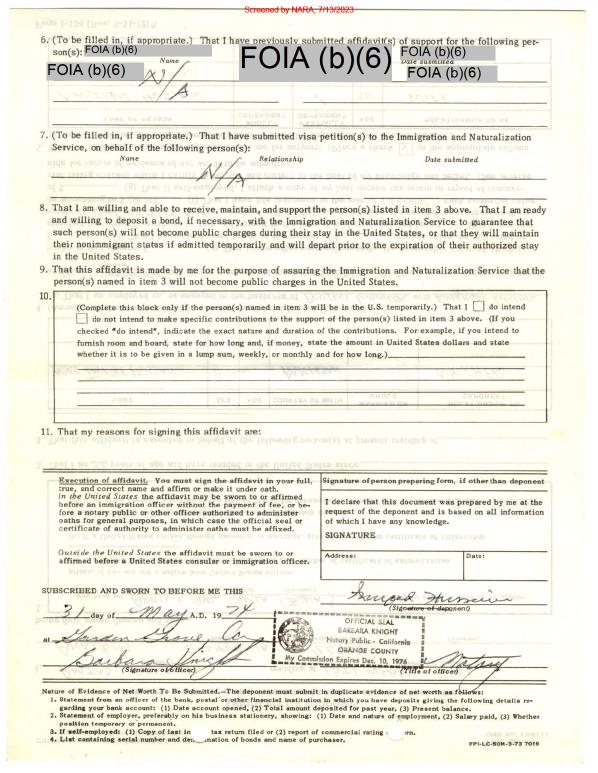 Screened by NARA, 7/13/2023
6. (To be filled in, if appropriate.) That I have previously submitted affidavit(s) of support for the following per-
son(s): FOIA (b)(6)
FOIA (b)(6) Name FOIA (b)(6) FOIA (b)(6) Date submitted FOIA (b)(6)
N/A
7. (To be filled in, if appropriate.) That I have submitted visa petition(s) to the Immigration and Naturalization
Service, on behalf of the following person(s):
Name Relationship Date submitted
N/A
8. That I am willing and able to receive, maintain, and support the person(s) listed in item 3 above. That I am ready
and willing to deposit a bond, if necessary, with the Immigration and Naturalization Service to guarantee that
such person(s) will not become public charges during their stay in the United States, or that they will maintain
their nonimmigrant status if admitted temporarily and will depart prior to the expiration of their authorized stay
in the United States.
9. That this affidavit is made by me for the purpose of assuring the Immigration and Naturalization Service that the
person(s) named in item 3 will not become public charges in the United States.
10.
(Complete this block only if the person(s) named in item 3 will be in the U.S. temporarily.) That I do intend
do not intend to make specific contributions to the support of the person(s) listed in item 3 above. (If you
checked "do intend", indicate the exact nature and duration of the contributions. For example, if you intend to
furnish room and board, state for how long and, if money, state the amount in United States dollars and state
whether it is to be given in a lump sum, weekly, or monthly and for how long.)
11. That my reasons for signing this affidavit are:
Execution of affidavit. You must sign the affidavit in your full,
true, and correct name and affirm or make it under oath.
In the United States the affidavit may be sworn to or affirmed
before an immigration officer without the payment of fee, or be-
fore a notary public or other officer authorized to administer
oaths for general purposes, in which case the official seal or
certificate of authority to administer oaths must be affixed.
Outside the United States the affidavit must be sworn to or
affirmed before a United States consular or immigration officer.
Signature of person preparing form, if other than deponent
I declare that this document was prepared by me at the
request of the deponent and is based on all information
of which I have any knowledge.
SIGNATURE
Address: Date:
SUBSCRIBED AND SWORN TO BEFORE ME THIS
(Signature of deponent)
31 day of May A.D. 1974
at Garden Grove, Ca
OFFICIAL SEAL
BARBARA KNIGHT
Notary Public - California
ORANGE COUNTY
My Commission Expires Dec. 10, 1976
Barbara Knight Notary
(Signature of officer) (Title of officer)
Nature of Evidence of Net Worth To Be Submitted.—The deponent must submit in duplicate evidence of net worth as follows:
1. Statement from an officer of the bank, postal or other financial institution in which you have deposits giving the following details re-
garding your bank account: (1) Date account opened, (2) Total amount deposited for past year, (3) Present balance.
2. Statement of employer, preferably on his business stationery, showing: (1) Date and nature of employment, (2) Salary paid, (3) Whether
position temporary or permanent.
3. If self-employed: (1) Copy of last in tax return filed or (2) report of commercial rating
4. List containing serial number and nation of bonds and name of purchaser.
FPI-LC-50M-3-73 7019